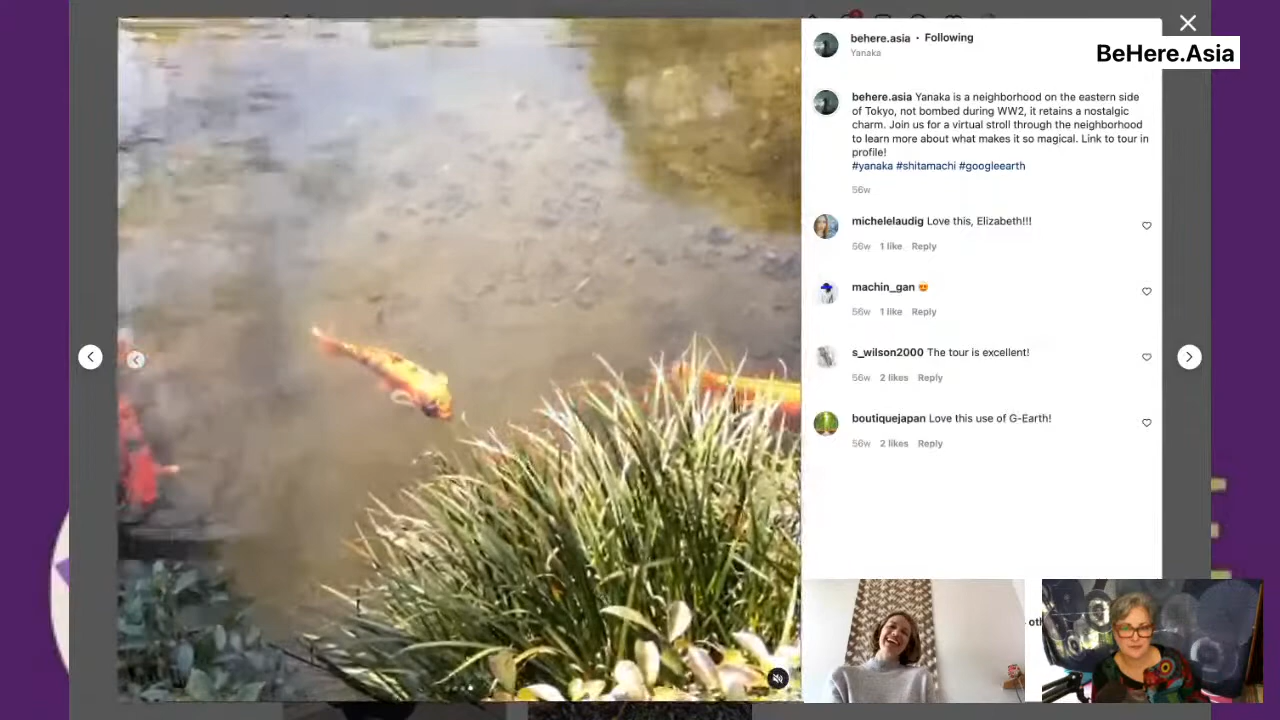 behere.asia • Following
Yanaka
BeHere.Asia
behere.asia Yanaka is a neighborhood on the eastern side
of Tokyo, not bombed during WW2, it retains a nostalgic
charm. Join us for a virtual stroll through the neighborhood
to learn more about what makes it so magical. Link to tour in
profile!
#yanaka #shitamachi #googleearth
56w
michelelaudig Love this, Elizabeth!!!
56w 1 like Reply
machin_gan 😍
56w 1 like Reply
s_wilson2000 The tour is excellent!
56w 2 likes Reply
boutiquejapan Love this use of G-Earth!
56w 2 likes Reply